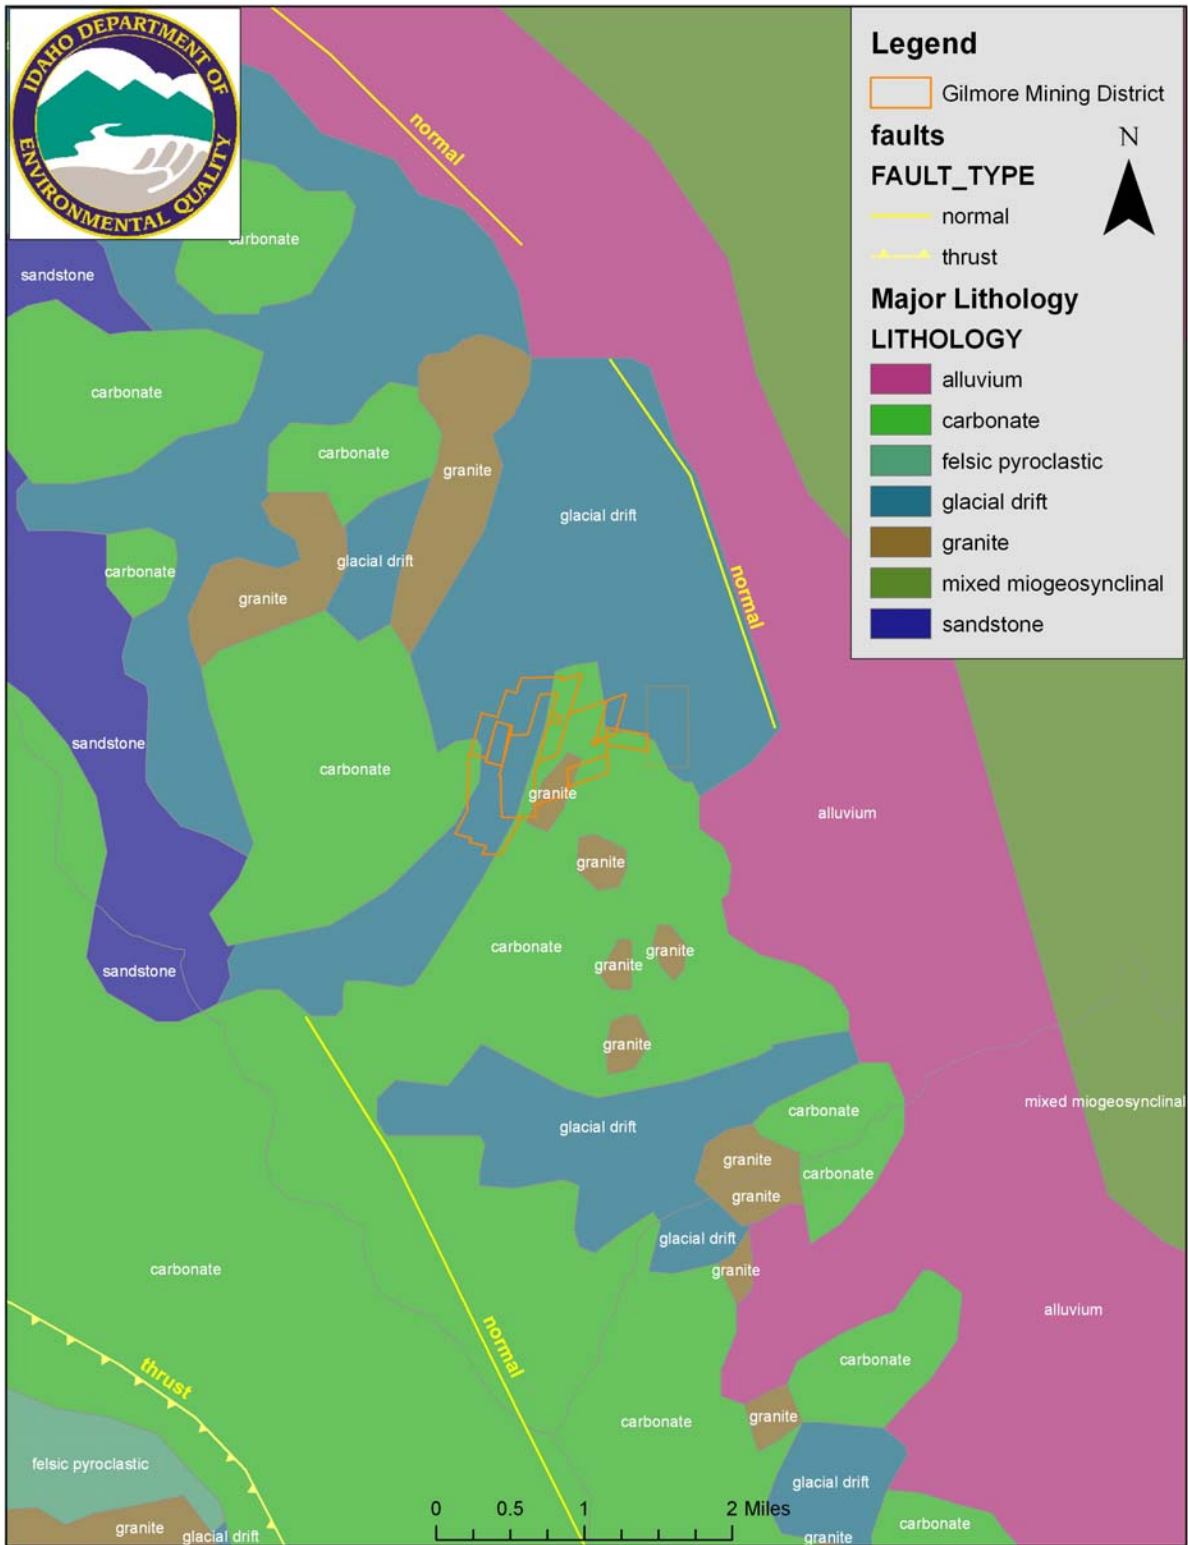 IDAHO DEPARTMENT OF
ENVIRONMENTAL QUALITY
Legend
Gilmore Mining District
faults
N
FAULT_TYPE
normal
thrust
Major Lithology
LITHOLOGY
alluvium
carbonate
felsic pyroclastic
glacial drift
granite
mixed miogeosynclinal
sandstone
normal
carbonate
sandstone
carbonate
carbonate
granite
glacial drift
glacial drift
carbonate
granite
normal
sandstone
carbonate
granite
alluvium
granite
carbonate
granite
granite
sandstone
granite
mixed miogeosynclinal
carbonate
glacial drift
granite
carbonate
granite
glacial drift
carbonate
granite
alluvium
normal
carbonate
thrust
carbonate
granite
felsic pyroclastic
glacial drift
0 0.5 1 2 Miles
carbonate
granite
glacial drift
granite